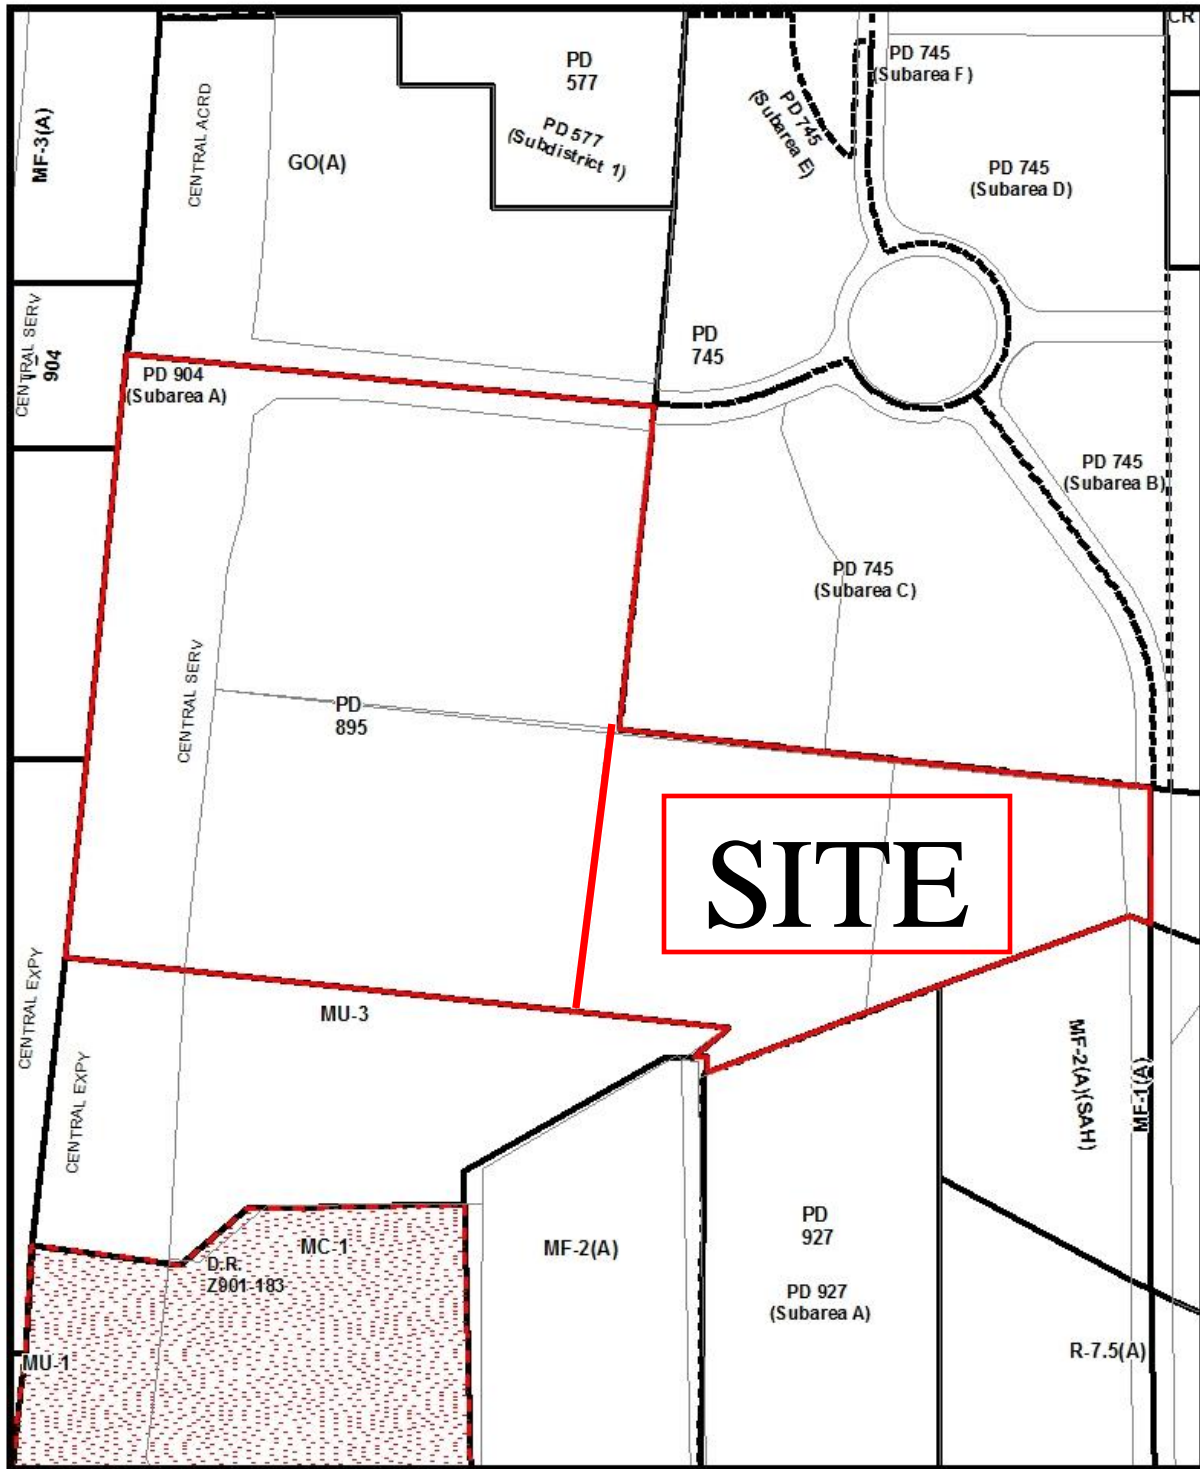 CR
PD
577
PD 745
(Subarea F)
MF-3(A)
CENTRAL ACRD
GO(A)
PD 577
(Subdistrict 1)
PD 745
(Subarea E)
PD 745
(Subarea D)
CENTRAL SERV
904
PD
745
PD 904
(Subarea A)
PD 745
(Subarea B)
PD 745
(Subarea C)
CENTRAL SERV
PD
895
SITE
CENTRAL EXPY
MU-3
CENTRAL EXPY
MF-2(A)(SAH)
MF-1(A)
MC-1
D.R.
Z901-183
MF-2(A)
PD
927
PD 927
(Subarea A)
MU-1
R-7.5(A)